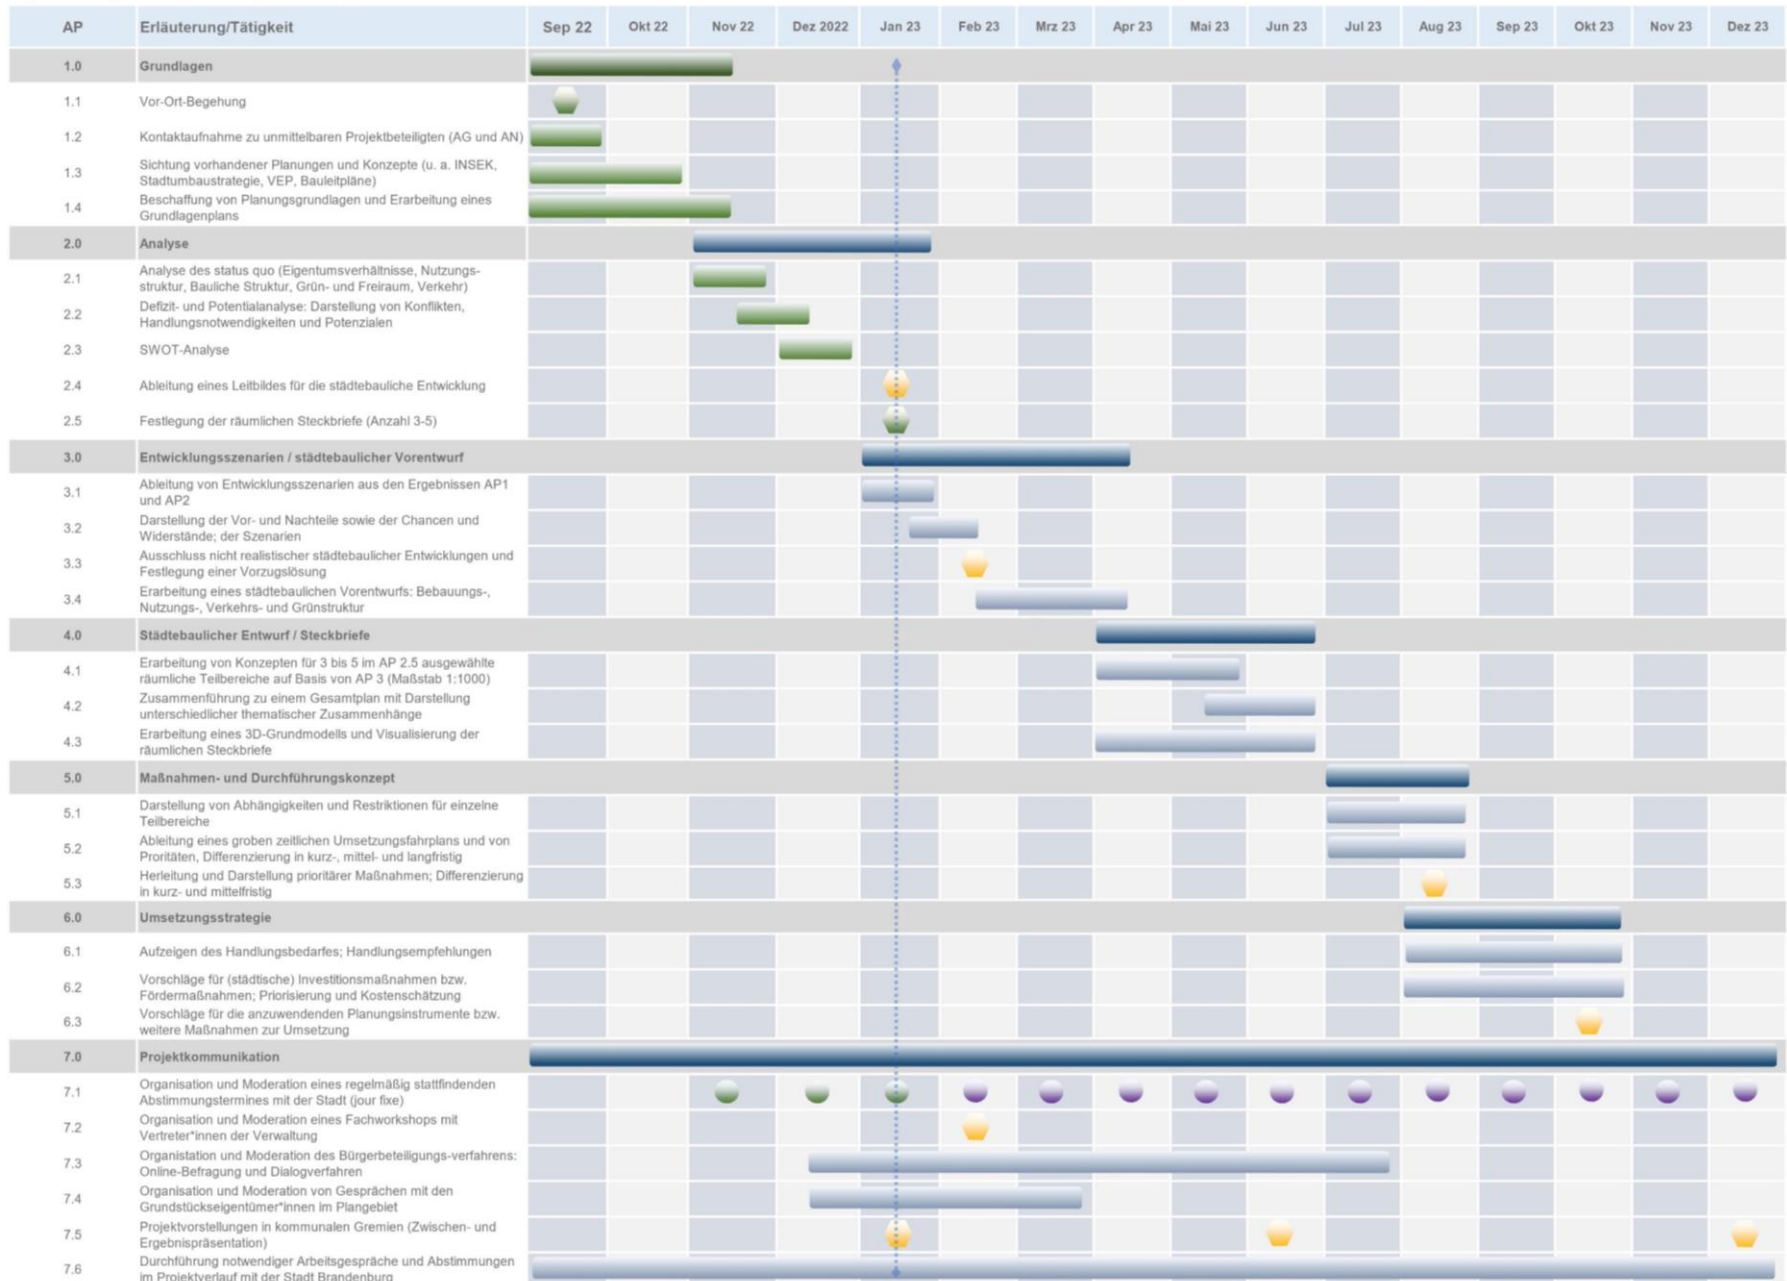 AP Erläuterung/Tätigkeit Sep 22 Okt 22 Nov 22 Dez 2022 Jan 23 Feb 23 Mrz 23 Apr 23 Mai 23 Jun 23 Jul 23 Aug 23 Sep 23 Okt 23 Nov 23 Dez 23
1.0 Grundlagen
1.1 Vor-Ort-Begehung
1.2 Kontaktaufnahme zu unmittelbaren Projektbeteiligten (AG und AN)
1.3 Sichtung vorhandener Planungen und Konzepte (u. a. INSEK,
Stadtumbaustrategie, VEP, Bauleitpläne)
1.4 Beschaffung von Planungsgrundlagen und Erarbeitung eines
Grundlagenplans
2.0 Analyse
2.1 Analyse des status quo (Eigentumsverhältnisse, Nutzungs-
struktur, Bauliche Struktur, Grün- und Freiraum, Verkehr)
2.2 Defizit- und Potentialanalyse: Darstellung von Konflikten,
Handlungsnotwendigkeiten und Potenzialen
2.3 SWOT-Analyse
2.4 Ableitung eines Leitbildes für die städtebauliche Entwicklung
2.5 Festlegung der räumlichen Steckbriefe (Anzahl 3-5)
3.0 Entwicklungsszenarien / städtebaulicher Vorentwurf
3.1 Ableitung von Entwicklungsszenarien aus den Ergebnissen AP1
und AP2
3.2 Darstellung der Vor- und Nachteile sowie der Chancen und
Widerstände; der Szenarien
3.3 Ausschluss nicht realistischer städtebaulicher Entwicklungen und
Festlegung einer Vorzugslösung
3.4 Erarbeitung eines städtebaulichen Vorentwurfs: Bebauungs-,
Nutzungs-, Verkehrs- und Grünstruktur
4.0 Städtebaulicher Entwurf / Steckbriefe
4.1 Erarbeitung von Konzepten für 3 bis 5 im AP 2.5 ausgewählte
räumliche Teilbereiche auf Basis von AP 3 (Maßstab 1:1000)
4.2 Zusammenführung zu einem Gesamtplan mit Darstellung
unterschiedlicher thematischer Zusammenhänge
4.3 Erarbeitung eines 3D-Grundmodells und Visualisierung der
räumlichen Steckbriefe
5.0 Maßnahmen- und Durchführungskonzept
5.1 Darstellung von Abhängigkeiten und Restriktionen für einzelne
Teilbereiche
5.2 Ableitung eines groben zeitlichen Umsetzungsfahrplans und von
Proritäten, Differenzierung in kurz-, mittel- und langfristig
5.3 Herleitung und Darstellung prioritärer Maßnahmen; Differenzierung
in kurz- und mittelfristig
6.0 Umsetzungsstrategie
6.1 Aufzeigen des Handlungsbedarfes; Handlungsempfehlungen
6.2 Vorschläge für (städtische) Investitionsmaßnahmen bzw.
Fördermaßnahmen; Priorisierung und Kostenschätzung
6.3 Vorschläge für die anzuwendenden Planungsinstrumente bzw.
weitere Maßnahmen zur Umsetzung
7.0 Projektkommunikation
7.1 Organisation und Moderation eines regelmäßig stattfindenden
Abstimmungstermines mit der Stadt (jour fixe)
7.2 Organisation und Moderation eines Fachworkshops mit
Vertreter*innen der Verwaltung
7.3 Organistation und Moderation des Bürgerbeteiligungs-verfahrens:
Online-Befragung und Dialogverfahren
7.4 Organisation und Moderation von Gesprächen mit den
Grundstückseigentümer*innen im Plangebiet
7.5 Projektvorstellungen in kommunalen Gremien (Zwischen- und
Ergebnispräsentation)
7.6 Durchführung notwendiger Arbeitsgespräche und Abstimmungen
im Projektverlauf mit der Stadt Brandenburg